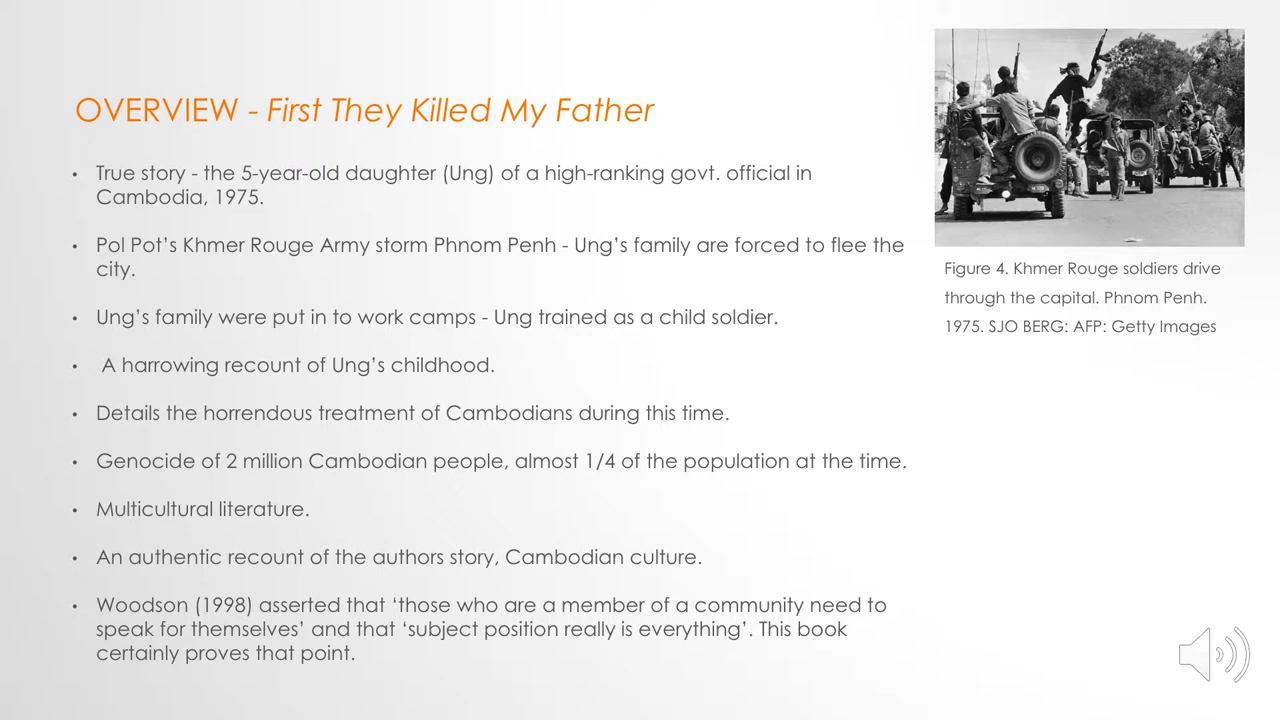 OVERVIEW - First They Killed My Father
• True story - the 5-year-old daughter (Ung) of a high-ranking govt. official in
Cambodia, 1975.
• Pol Pot’s Khmer Rouge Army storm Phnom Penh - Ung’s family are forced to flee the
city.
• Ung’s family were put in to work camps - Ung trained as a child soldier.
• A harrowing recount of Ung’s childhood.
• Details the horrendous treatment of Cambodians during this time.
• Genocide of 2 million Cambodian people, almost 1/4 of the population at the time.
• Multicultural literature.
• An authentic recount of the authors story, Cambodian culture.
• Woodson (1998) asserted that ‘those who are a member of a community need to
speak for themselves’ and that ‘subject position really is everything’. This book
certainly proves that point.
Figure 4. Khmer Rouge soldiers drive
through the capital. Phnom Penh.
1975. SJO BERG: AFP: Getty Images